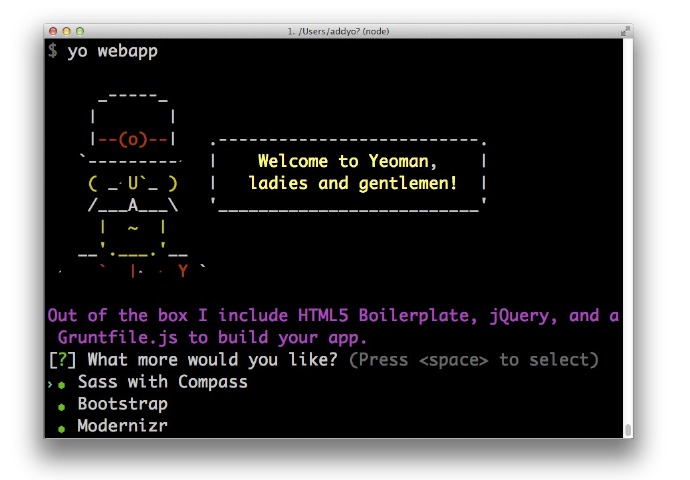 1. /Users/addyo? (node)
$ yo webapp
Welcome to Yeoman,
ladies and gentlemen!
Out of the box I include HTML5 Boilerplate, jQuery, and a
Gruntfile.js to build your app.
[?] What more would you like? (Press <space> to select)
Sass with Compass
Bootstrap
Modernizr